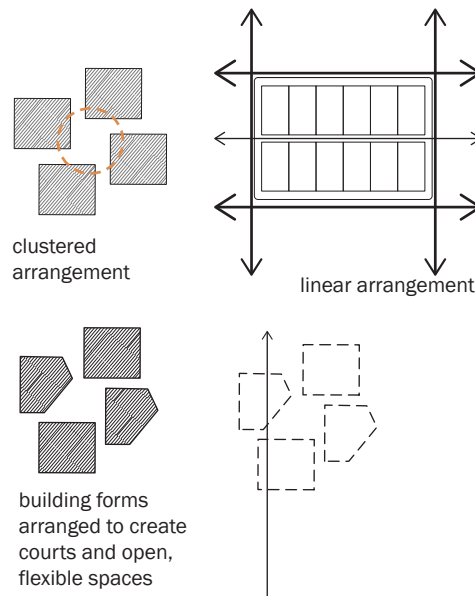 clustered
arrangement
linear arrangement
building forms
arranged to create
courts and open,
flexible spaces